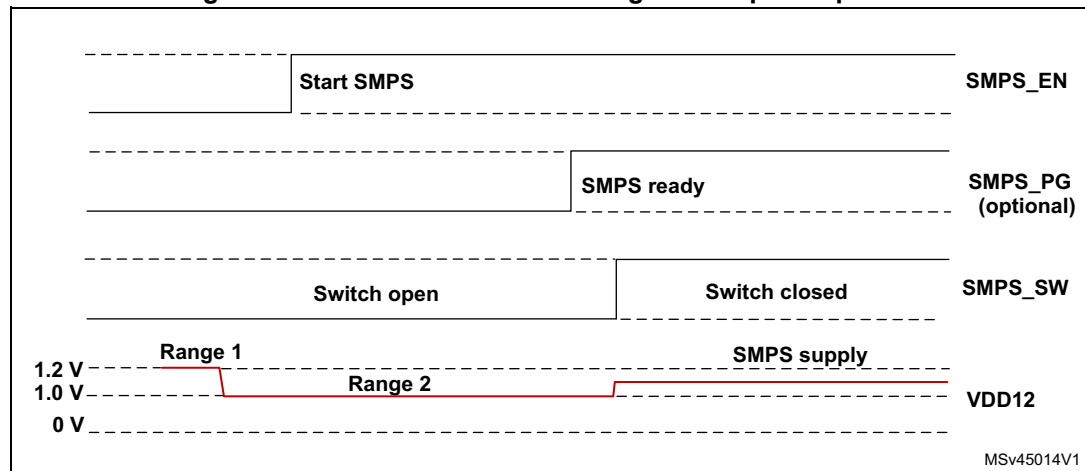 Start SMPS
SMPS_EN
SMPS ready
SMPS_PG
(optional)
Switch open
Switch closed
SMPS_SW
Range 1
SMPS supply
1.2 V
Range 2
1.0 V
VDD12
0 V
MSv45014V1